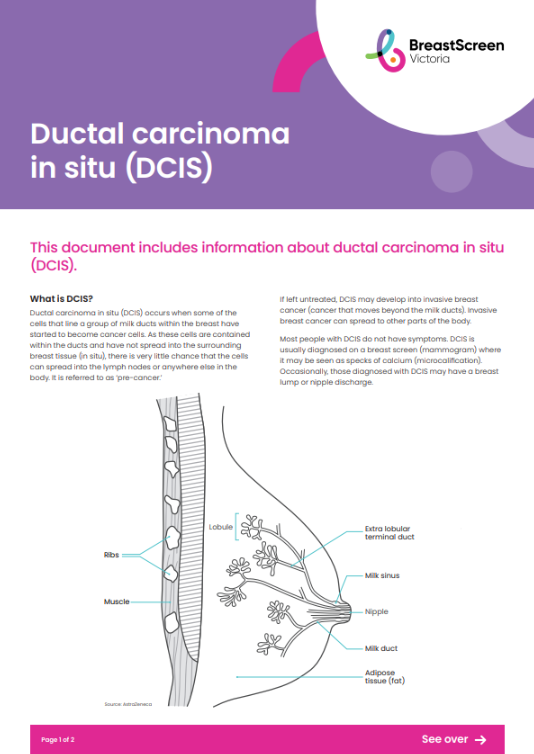 BreastScreen
Victoria
Ductal carcinoma
in situ (DCIS)
This document includes information about ductal carcinoma in situ
(DCIS).
What is DCIS?
Ductal carcinoma in situ (DCIS) occurs when some of the
cells that line a group of milk ducts within the breast have
started to become cancer cells. As these cells are contained
within the ducts and have not spread into the surrounding
breast tissue (in situ), there is very little chance that the cells
can spread into the lymph nodes or anywhere else in the
body. It is referred to as 'pre-cancer.'
If left untreated, DCIS may develop into invasive breast
cancer (cancer that moves beyond the milk ducts). Invasive
breast cancer can spread to other parts of the body.
Most people with DCIS do not have symptoms. DCIS is
usually diagnosed on a breast screen (mammogram) where
it may be seen as specks of calcium (microcalification).
Occasionally, those diagnosed with DCIS may have a breast
lump or nipple discharge.
Lobule
Extra lobular
terminal duct
Ribs
Milk sinus
Muscle
Nipple
Milk duct
Adipose
tissue (fat)
Source: AstraZeneca
Page 1 of 2
See over